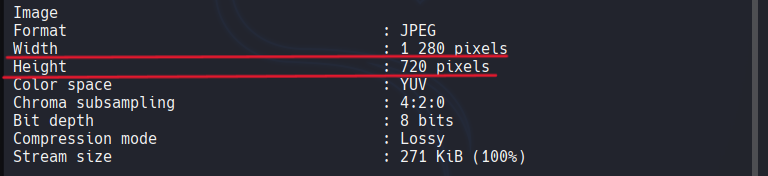 Image
Format : JPEG
Width : 1 280 pixels
Height : 720 pixels
Color space : YUV
Chroma subsampling : 4:2:0
Bit depth : 8 bits
Compression mode : Lossy
Stream size : 271 KiB (100%)